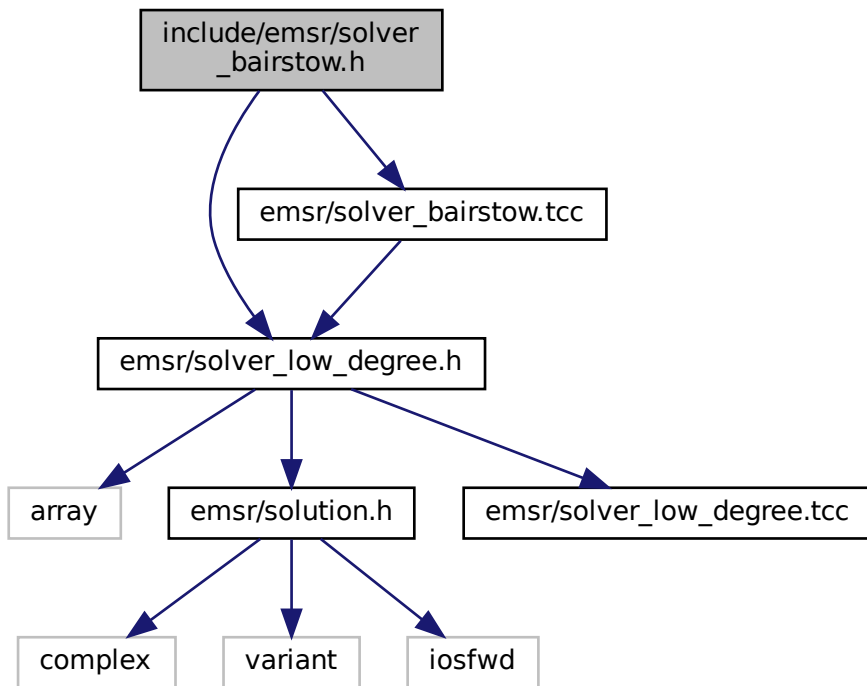 include/emsr/solver
_bairstow.h
emsr/solver_bairstow.tcc
emsr/solver_low_degree.h
array
emsr/solution.h
emsr/solver_low_degree.tcc
complex
variant
iosfwd